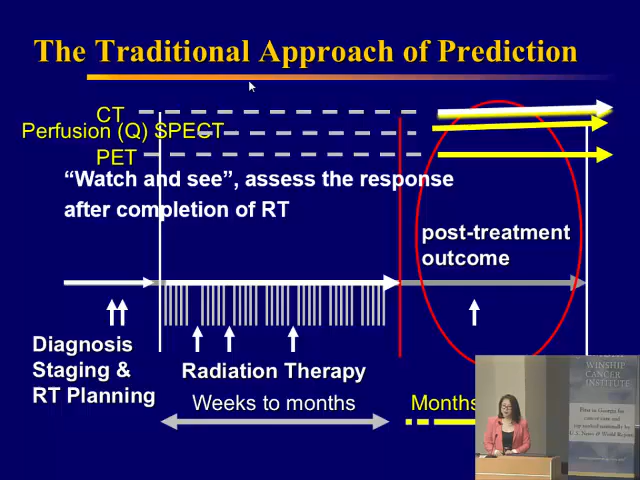 The Traditional Approach of Prediction
CT
Perfusion (Q) SPECT
PET
“Watch and see”, assess the response
after completion of RT
post-treatment
outcome
Diagnosis
Staging &
RT Planning
Radiation Therapy
Weeks to months
Months
WINSHIP
CANCER
INSTITUTE